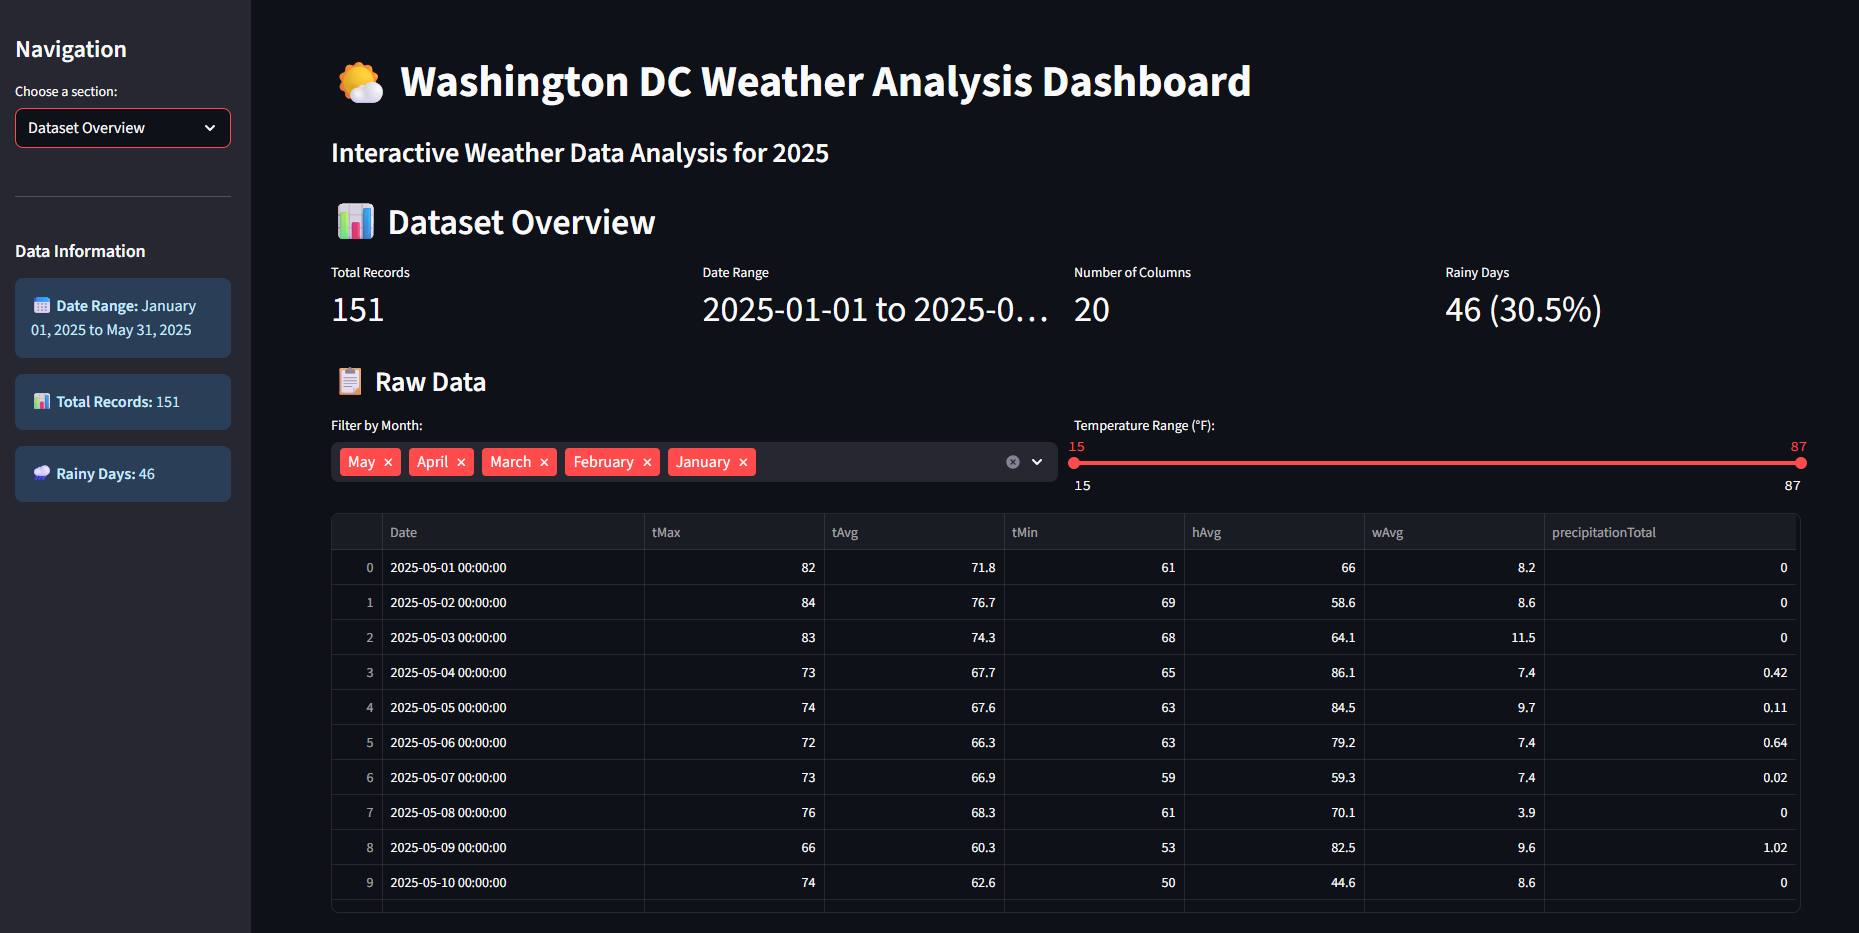 Navigation
Choose a section:
Dataset Overview
Data Information
Date Range: January
01, 2025 to May 31, 2025
Total Records: 151
Rainy Days: 46
Washington DC Weather Analysis Dashboard
Interactive Weather Data Analysis for 2025
Dataset Overview
Total Records Date Range Number of Columns Rainy Days
151 2025-01-01 to 2025-0... 20 46 (30.5%)
Raw Data
Filter by Month: Temperature Range (°F):
15 87
May × April × March × February × January ×
15 87
Date tMax tAvg tMin hAvg wAvg precipitationTotal
0 2025-05-01 00:00:00 82 71.8 61 66 8.2 0
1 2025-05-02 00:00:00 84 76.7 69 58.6 8.6 0
2 2025-05-03 00:00:00 83 74.3 68 64.1 11.5 0
3 2025-05-04 00:00:00 73 67.7 65 86.1 7.4 0.42
4 2025-05-05 00:00:00 74 67.6 63 84.5 9.7 0.11
5 2025-05-06 00:00:00 72 66.3 63 79.2 7.4 0.64
6 2025-05-07 00:00:00 73 66.9 59 59.3 7.4 0.02
7 2025-05-08 00:00:00 76 68.3 61 70.1 3.9 0
8 2025-05-09 00:00:00 66 60.3 53 82.5 9.6 1.02
9 2025-05-10 00:00:00 74 62.6 50 44.6 8.6 0